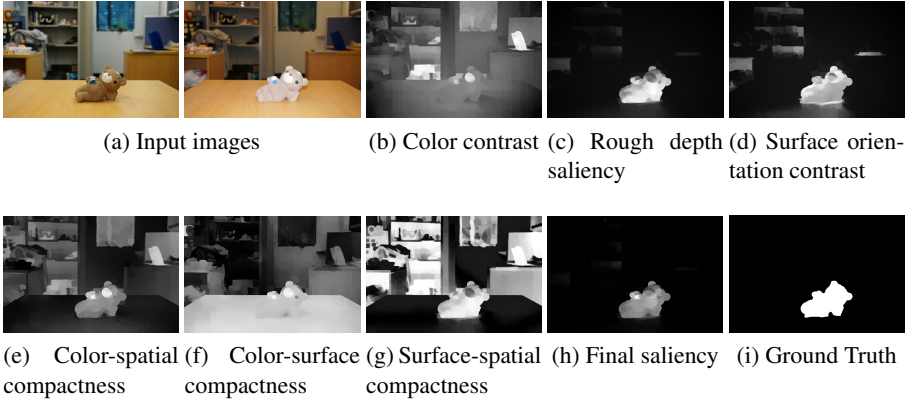 (a) Input images
(b) Color contrast
(c) Rough depth
saliency
(d) Surface orien-
tation contrast
(e) Color-spatial
compactness
(f) Color-surface
compactness
(g) Surface-spatial
compactness
(h) Final saliency
(i) Ground Truth